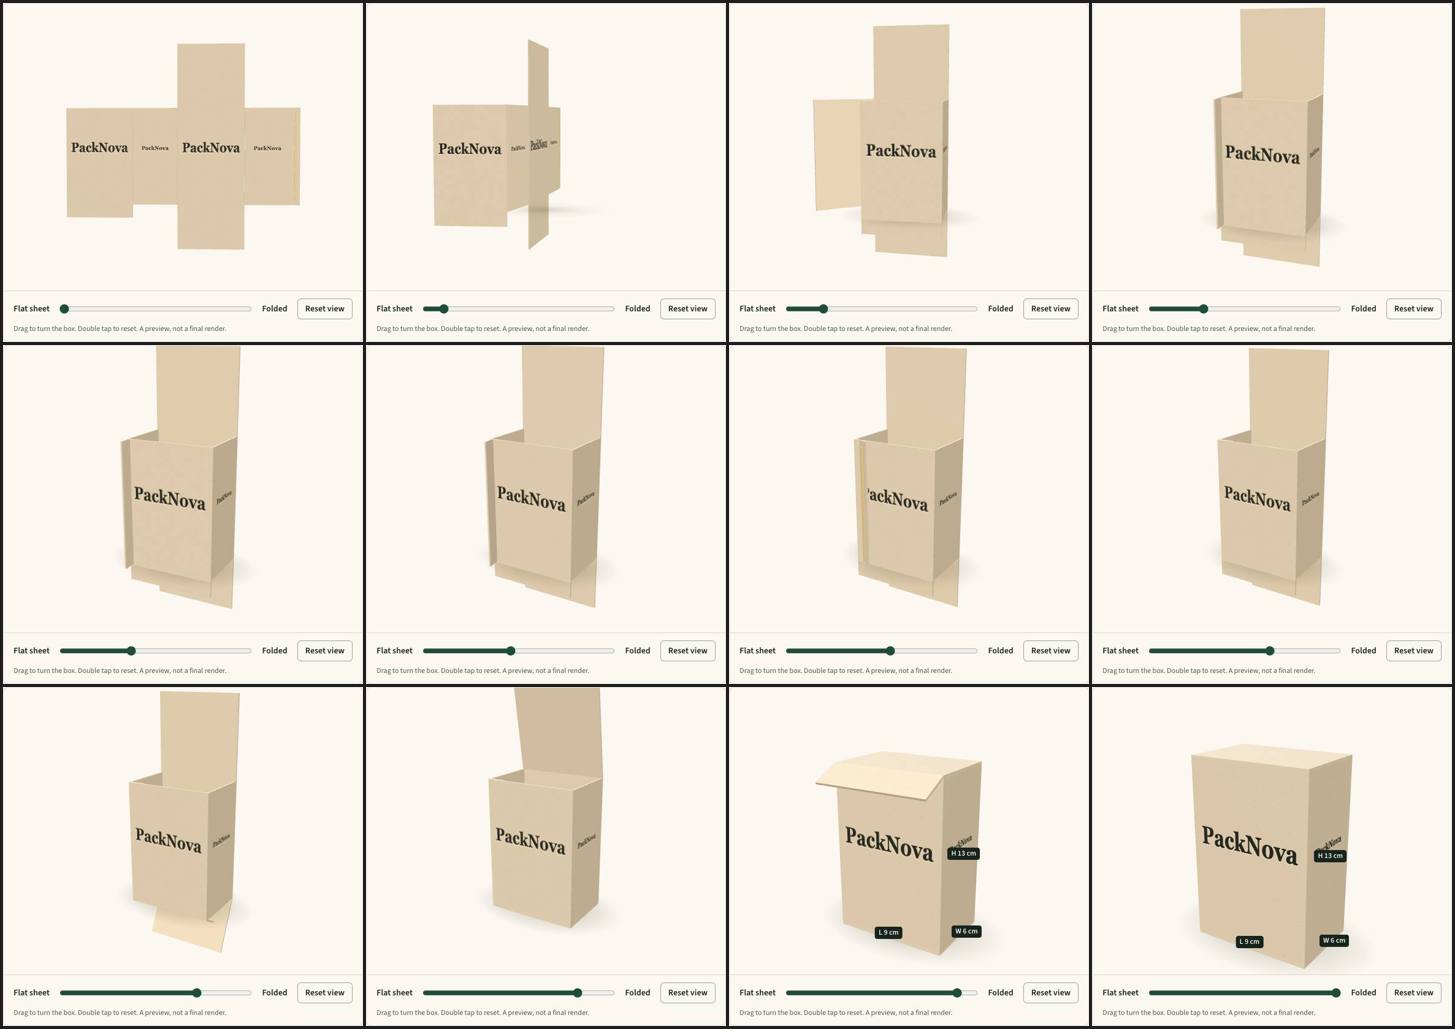 PackNova PackNova PackNova PackNova
Flat sheet Folded Reset view
Drag to turn the box. Double tap to reset. A preview, not a final render.
PackNova PackNova PackNova
Flat sheet Folded Reset view
Drag to turn the box. Double tap to reset. A preview, not a final render.
PackNova
Flat sheet Folded Reset view
Drag to turn the box. Double tap to reset. A preview, not a final render.
PackNova PackNova
Flat sheet Folded Reset view
Drag to turn the box. Double tap to reset. A preview, not a final render.
PackNova PackNova
Flat sheet Folded Reset view
Drag to turn the box. Double tap to reset. A preview, not a final render.
PackNova PackNova
Flat sheet Folded Reset view
Drag to turn the box. Double tap to reset. A preview, not a final render.
ackNova PackNova
Flat sheet Folded Reset view
Drag to turn the box. Double tap to reset. A preview, not a final render.
PackNova PackNova
Flat sheet Folded Reset view
Drag to turn the box. Double tap to reset. A preview, not a final render.
PackNova PackNova
Flat sheet Folded Reset view
Drag to turn the box. Double tap to reset. A preview, not a final render.
PackNova PackNova
Flat sheet Folded Reset view
Drag to turn the box. Double tap to reset. A preview, not a final render.
PackNova
H 13 cm
L 9 cm W 6 cm
Flat sheet Folded Reset view
Drag to turn the box. Double tap to reset. A preview, not a final render.
PackNova
H 13 cm
L 9 cm W 6 cm
Flat sheet Folded Reset view
Drag to turn the box. Double tap to reset. A preview, not a final render.